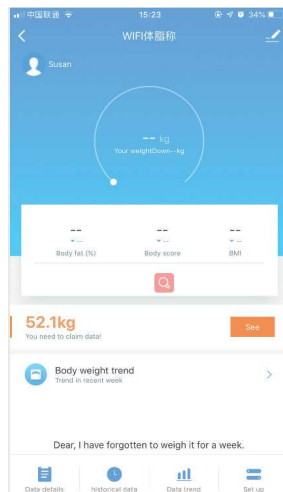 中国联通 15:23 34%
WIFI体脂称
Susan
-- kg
Your weightDown--kg
-- -- --
-- -- --
Body fat (%) Body score BMI
52.1kg
You need to claim data!
See
Body weight trend
Trend in recent week
Dear, I have forgotten to weigh it for a week.
Data details historical data Data trend Set up